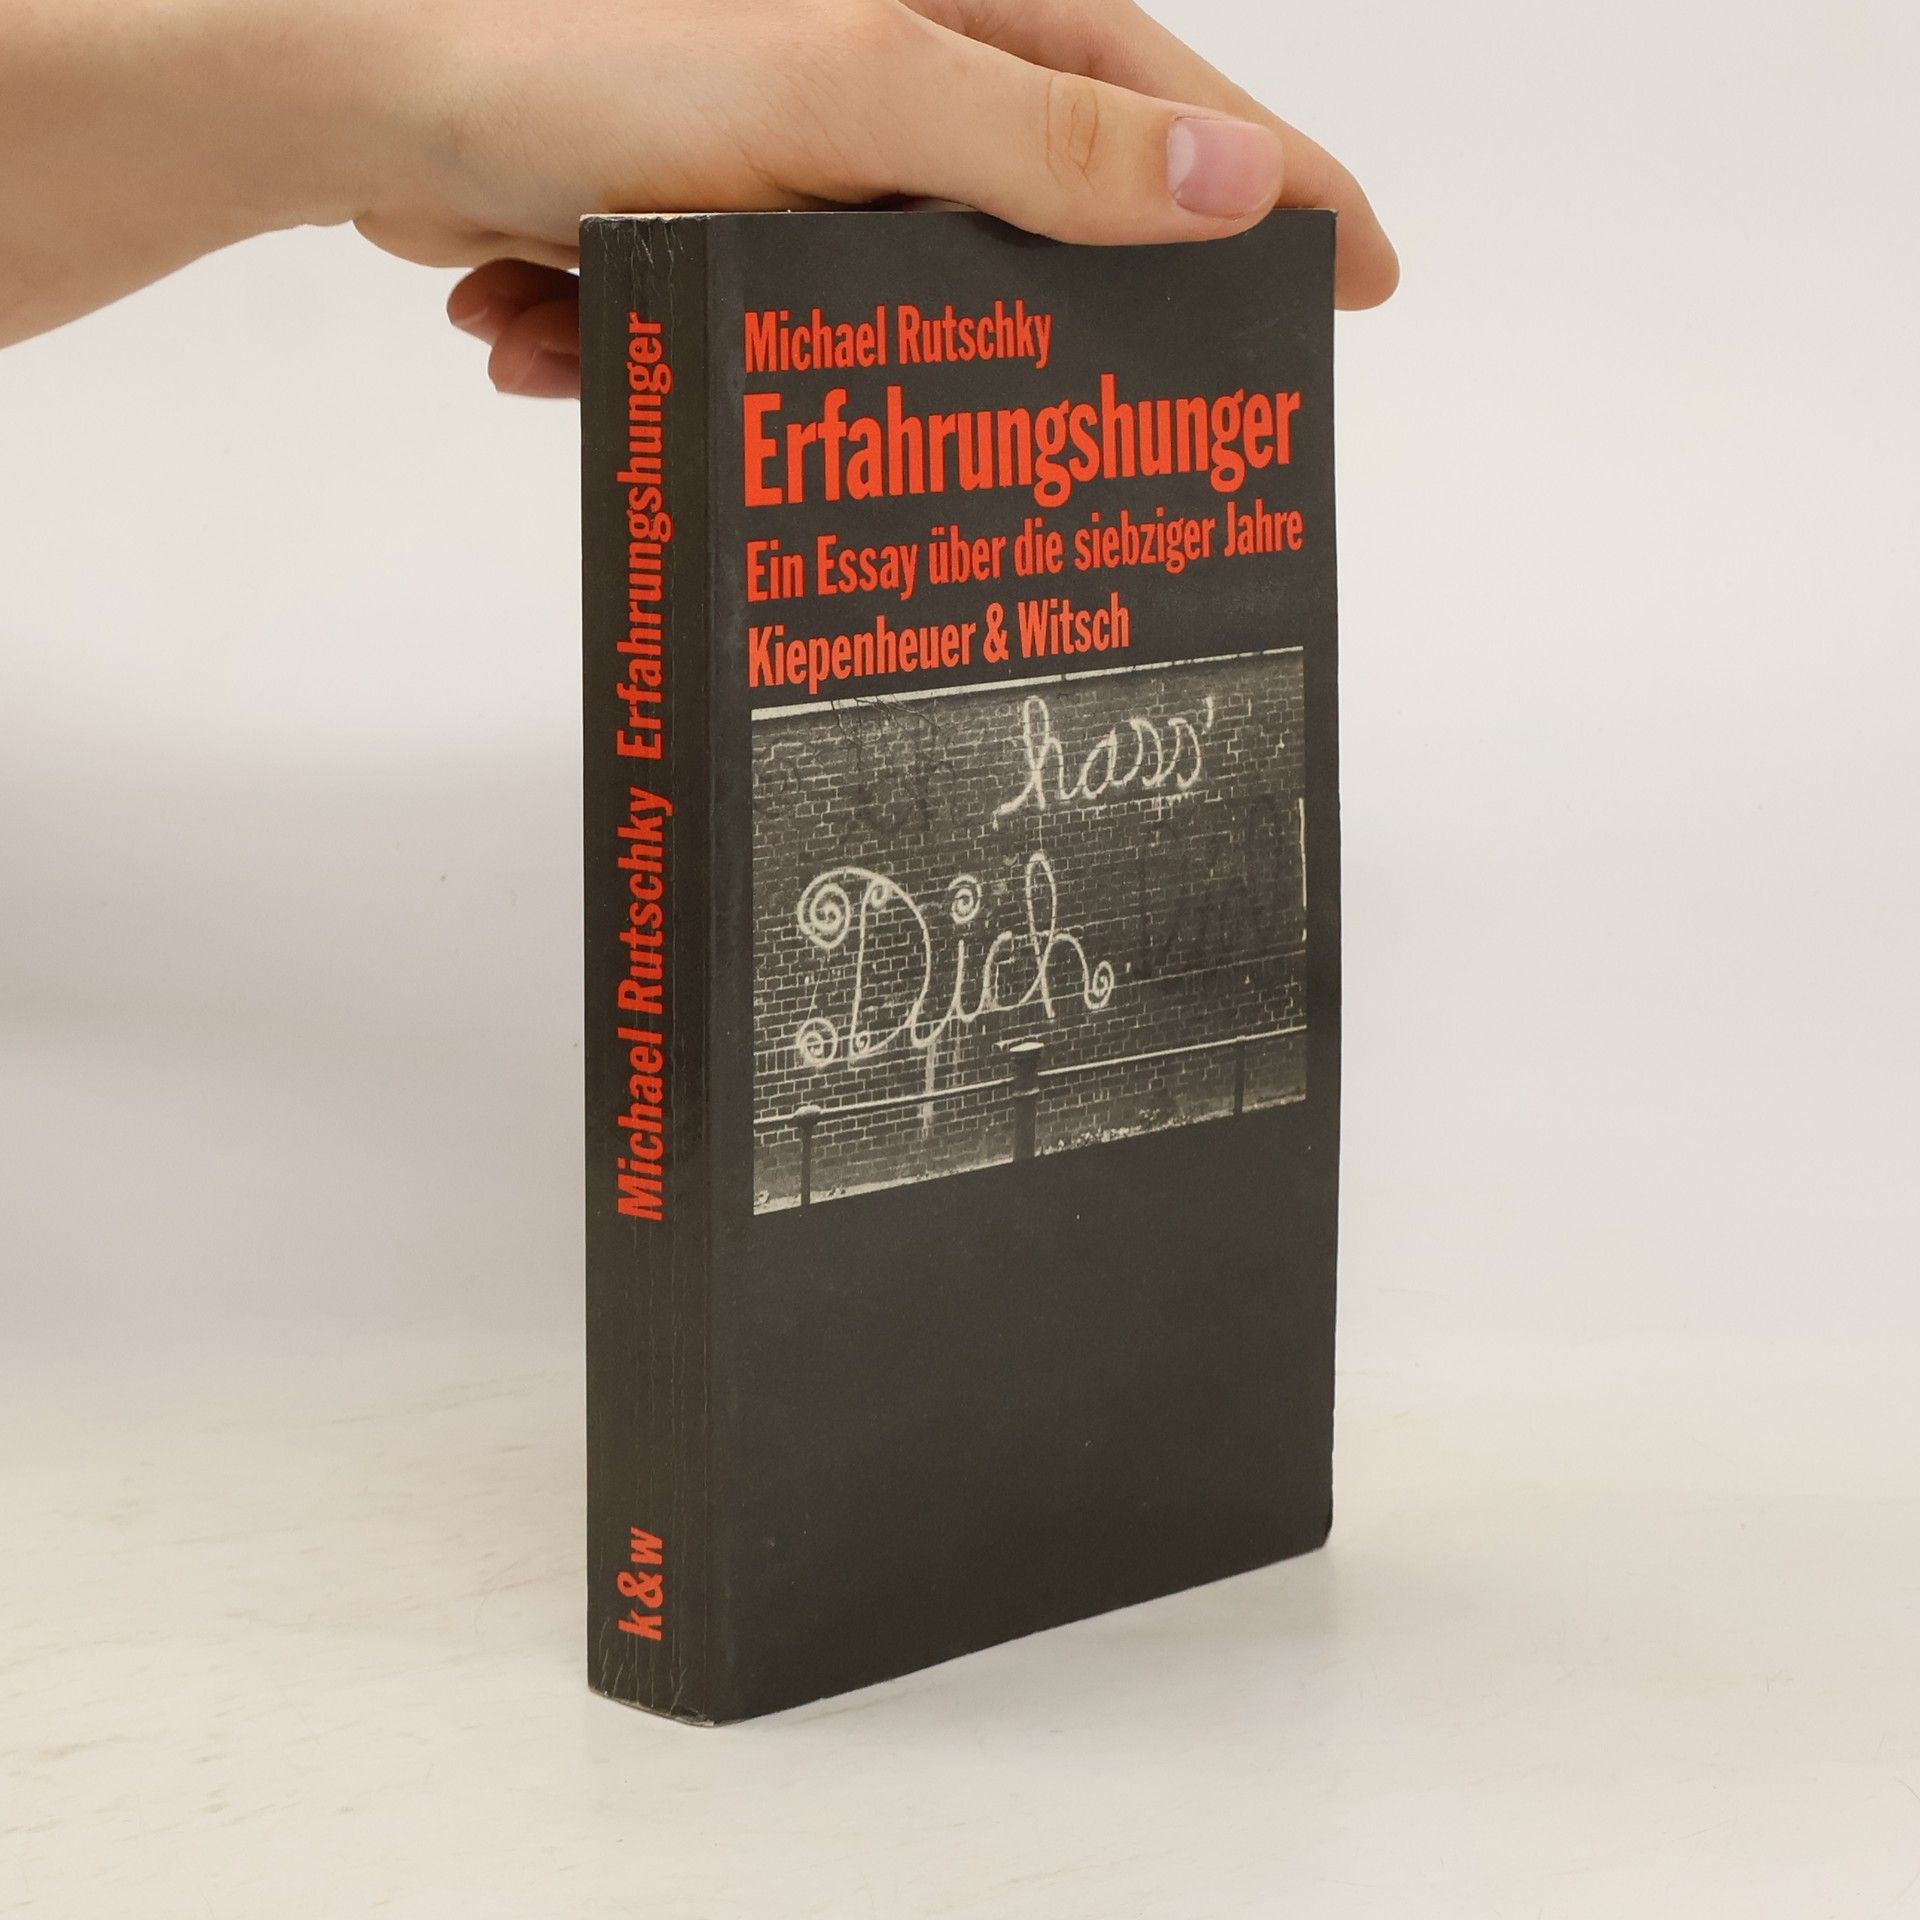 Michael Rutschky
Erfahrungshunger
Ein Essay über die siebziger Jahre
Kiepenheuer & Witsch
hass'
Dich
Michael Rutschky Erfahrungshunger
k&w